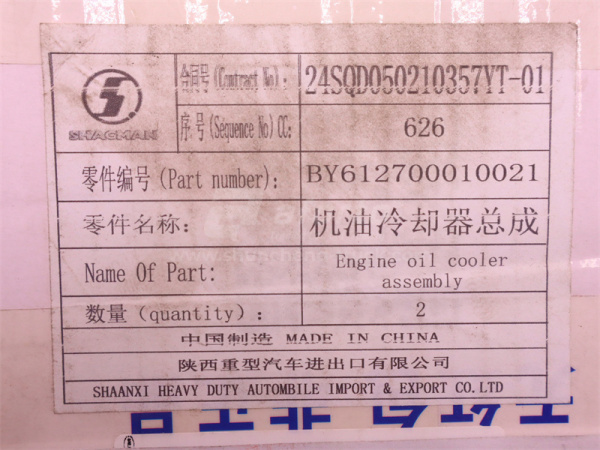 SHACMAN
合同号 (Contract No): 24SQD050210357YT-01
序号 (Sequence No) CC: 626
零件编号 (Part number): BY612700010021
零件名称: 机油冷却器总成
Name Of Part: Engine oil cooler
assembly
数量 (quantity): 2
中国制造 MADE IN CHINA
陕西重型汽车进出口有限公司
SHAANXI HEAVY DUTY AUTOMBILE IMPORT & EXPORT CO.LTD